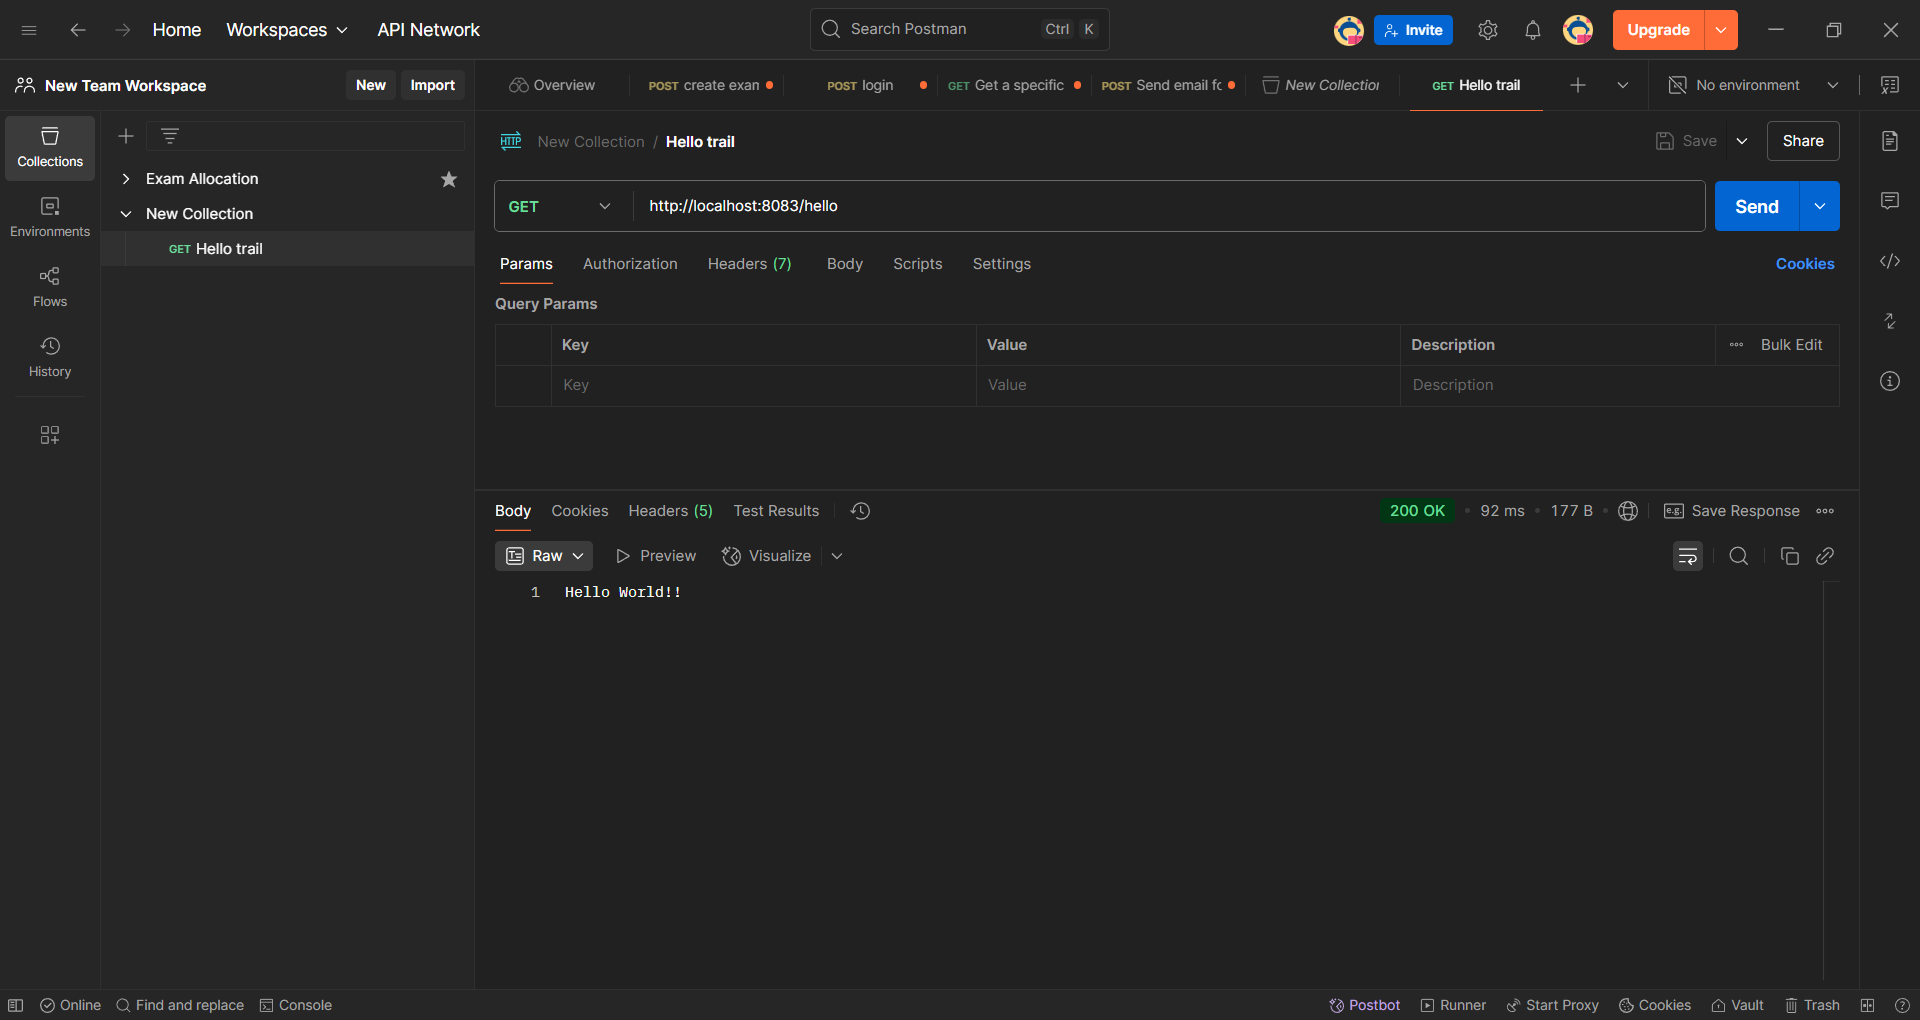 Home Workspaces API Network Search Postman Ctrl K Invite Upgrade
New Team Workspace New Import Overview POST create exan POST login GET Get a specific POST Send email fo New Collection GET Hello trail No environment
Collections
Environments
Flows
History
Exam Allocation
New Collection
GET Hello trail
HTTP New Collection / Hello trail Save Share
GET http://localhost:8083/hello Send
Params Authorization Headers (7) Body Scripts Settings Cookies
Query Params
Key Value Description Bulk Edit
Key Value Description
Body Cookies Headers (5) Test Results 200 OK 92 ms 177 B e.g. Save Response
Raw Preview Visualize
1 Hello World!!
Online Find and replace Console Postbot Runner Start Proxy Cookies Vault Trash